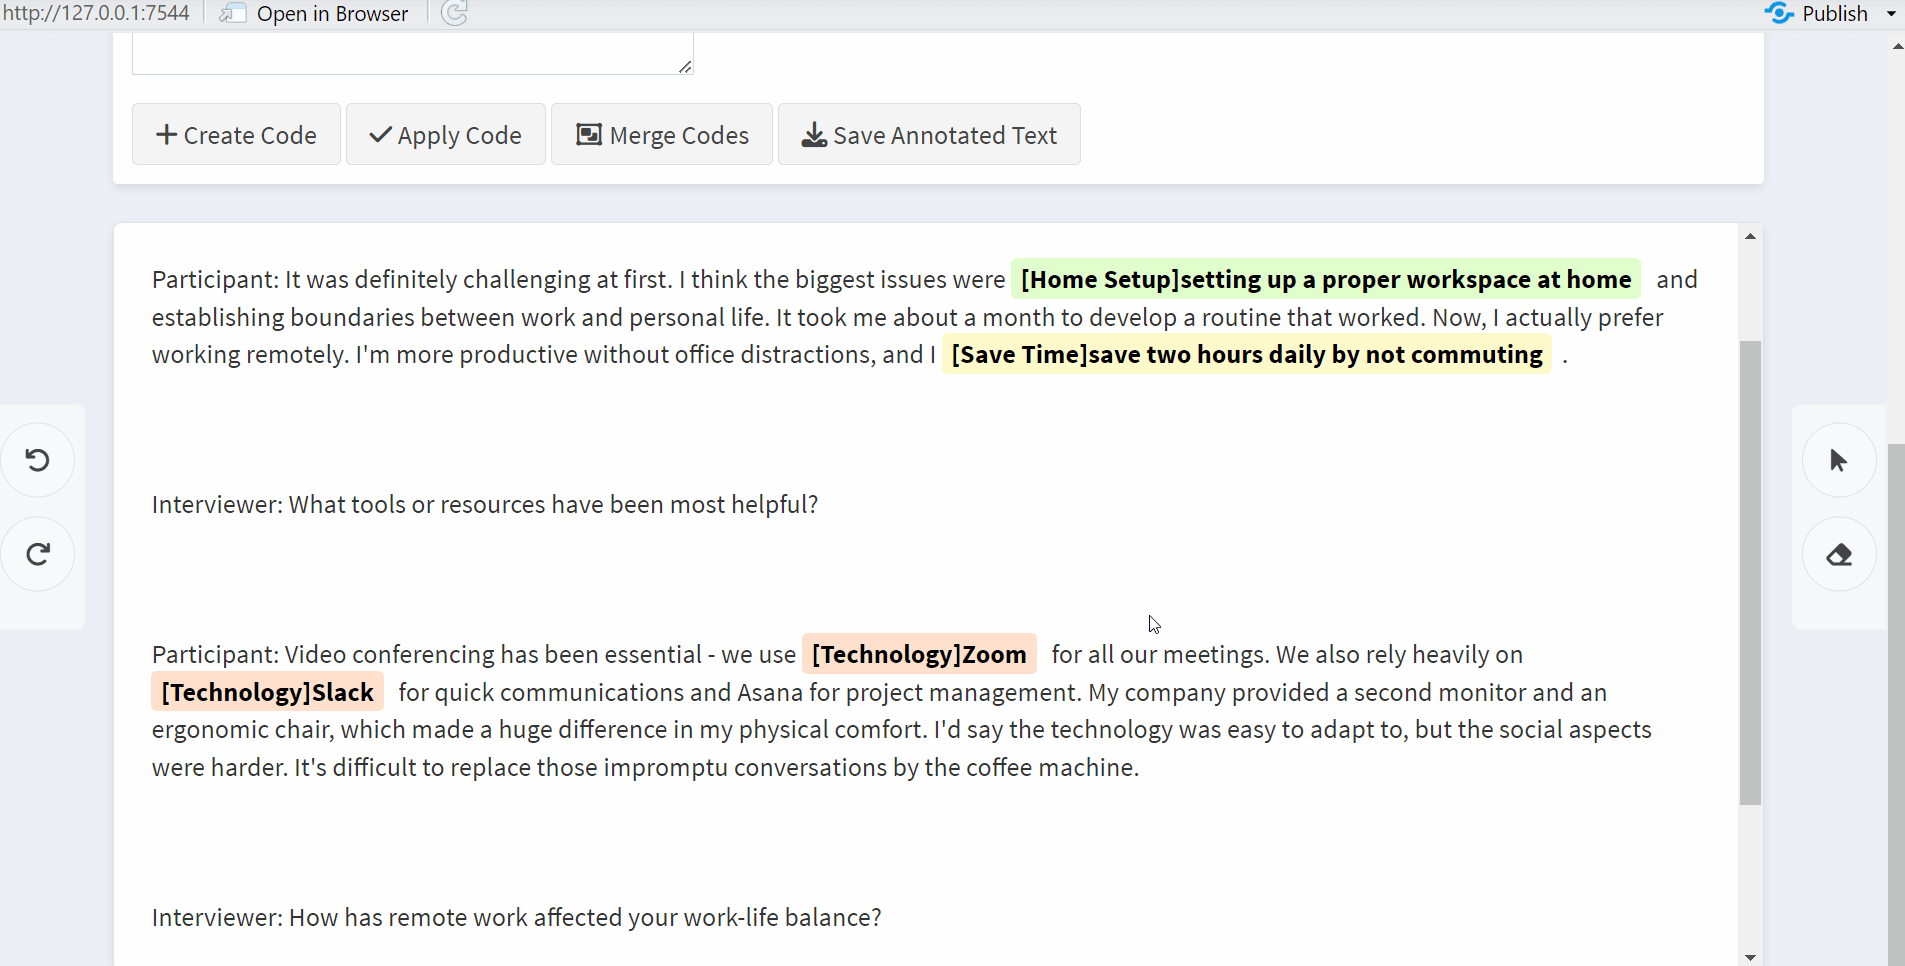 http://127.0.0.1:7544 Open in Browser Publish
Create Code Apply Code Merge Codes Save Annotated Text
Participant: It was definitely challenging at first. I think the biggest issues were [Home Setup]setting up a proper workspace at home and
establishing boundaries between work and personal life. It took me about a month to develop a routine that worked. Now, I actually prefer
working remotely. I'm more productive without office distractions, and I [Save Time]save two hours daily by not commuting .
Interviewer: What tools or resources have been most helpful?
Participant: Video conferencing has been essential - we use [Technology]Zoom for all our meetings. We also rely heavily on
[Technology]Slack for quick communications and Asana for project management. My company provided a second monitor and an
ergonomic chair, which made a huge difference in my physical comfort. I'd say the technology was easy to adapt to, but the social aspects
were harder. It's difficult to replace those impromptu conversations by the coffee machine.
Interviewer: How has remote work affected your work-life balance?